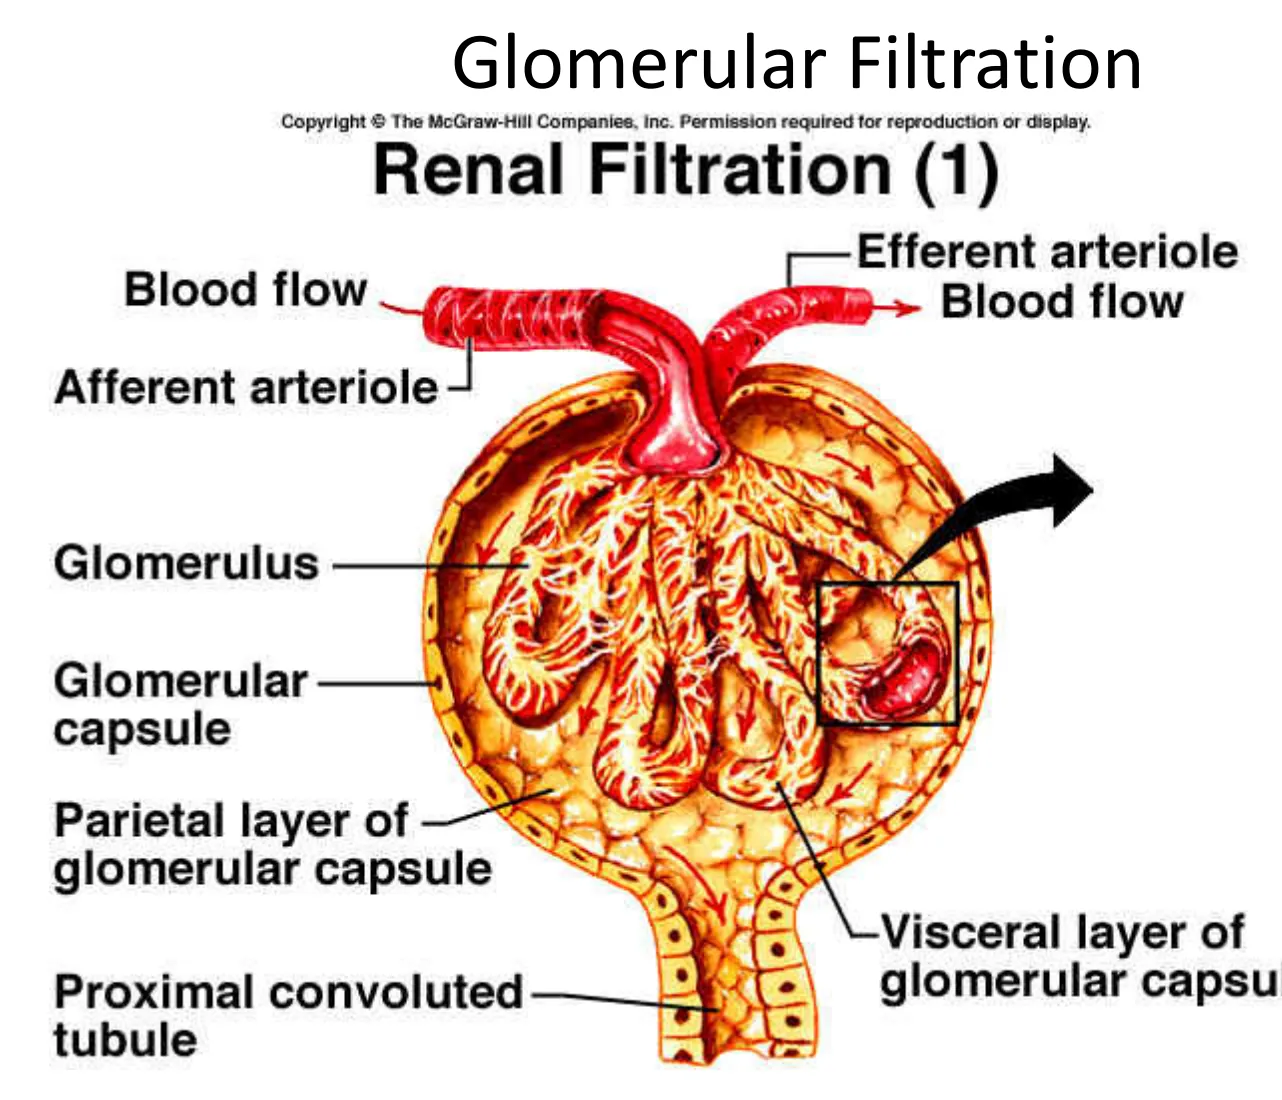 Glomerular Filtration
Copyright © The McGraw-Hill Companies, Inc. Permission required for reproduction or display.
Renal Filtration (1)
Efferent arteriole
Blood flow
Blood flow
Afferent arteriole
Glomerulus
Glomerular
capsule
Parietal layer of
glomerular capsule
Visceral layer of
glomerular capsu
Proximal convoluted
tubule